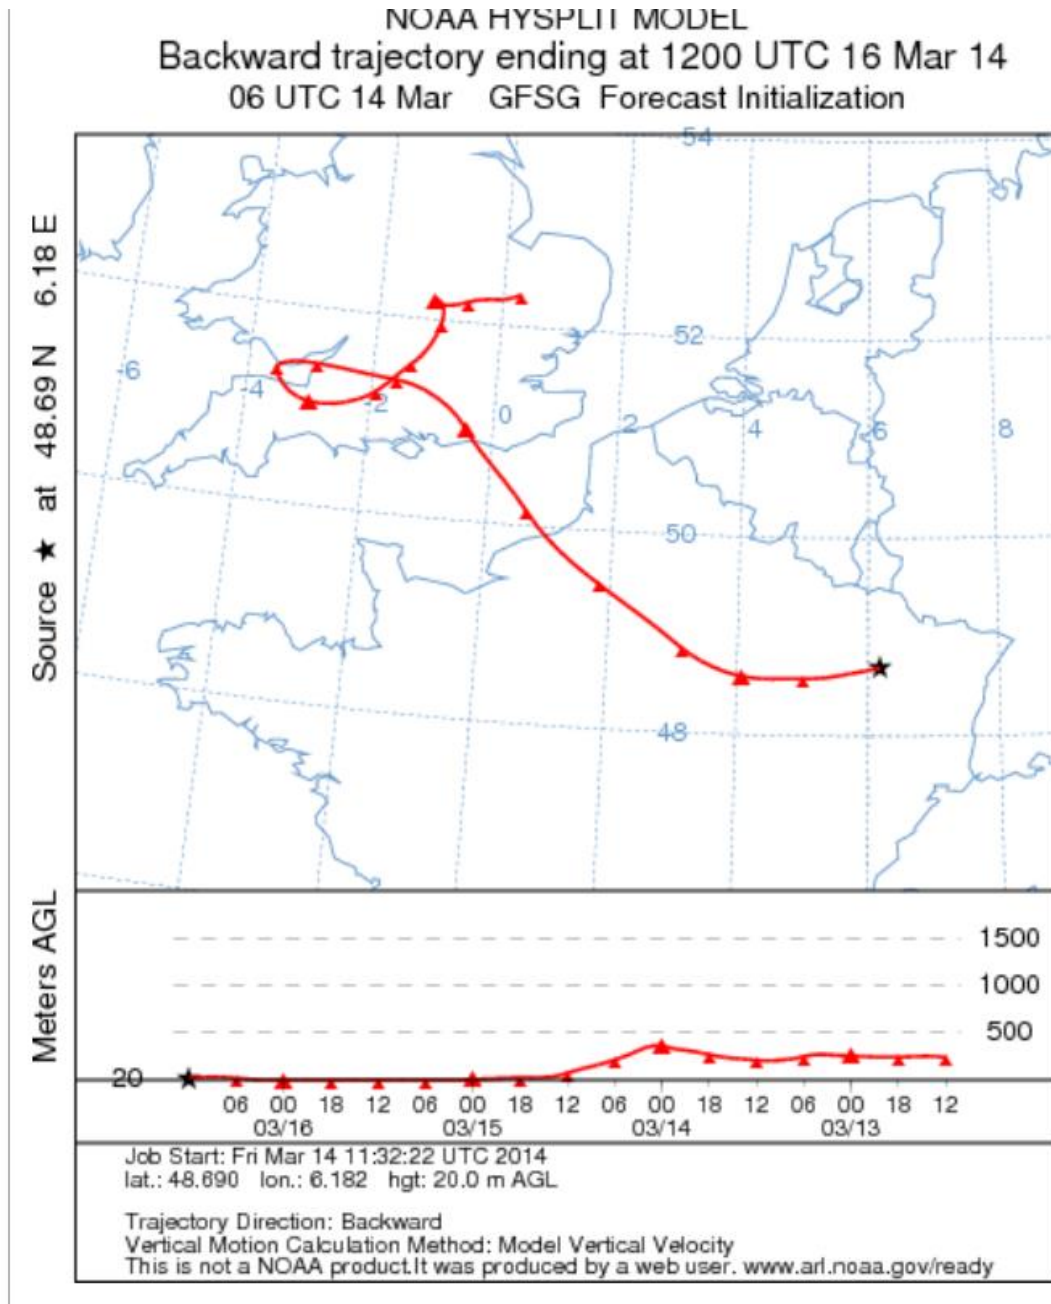 NOAA HYSPLIT MODEL
Backward trajectory ending at 1200 UTC 16 Mar 14
06 UTC 14 Mar GFSG Forecast Initialization
Source ★ at 48.69 N 6.18 E
54
52
-6
-4
-2
0
2
4
6
8
50
48
Meters AGL
1500
1000
500
20
06 00 18 12 06 00 18 12 06 00 18 12 06 00 18 12
03/16 03/15 03/14 03/13
Job Start: Fri Mar 14 11:32:22 UTC 2014
lat.: 48.690 lon.: 6.182 hgt: 20.0 m AGL
Trajectory Direction: Backward
Vertical Motion Calculation Method: Model Vertical Velocity
This is not a NOAA product.It was produced by a web user. www.arl.noaa.gov/ready